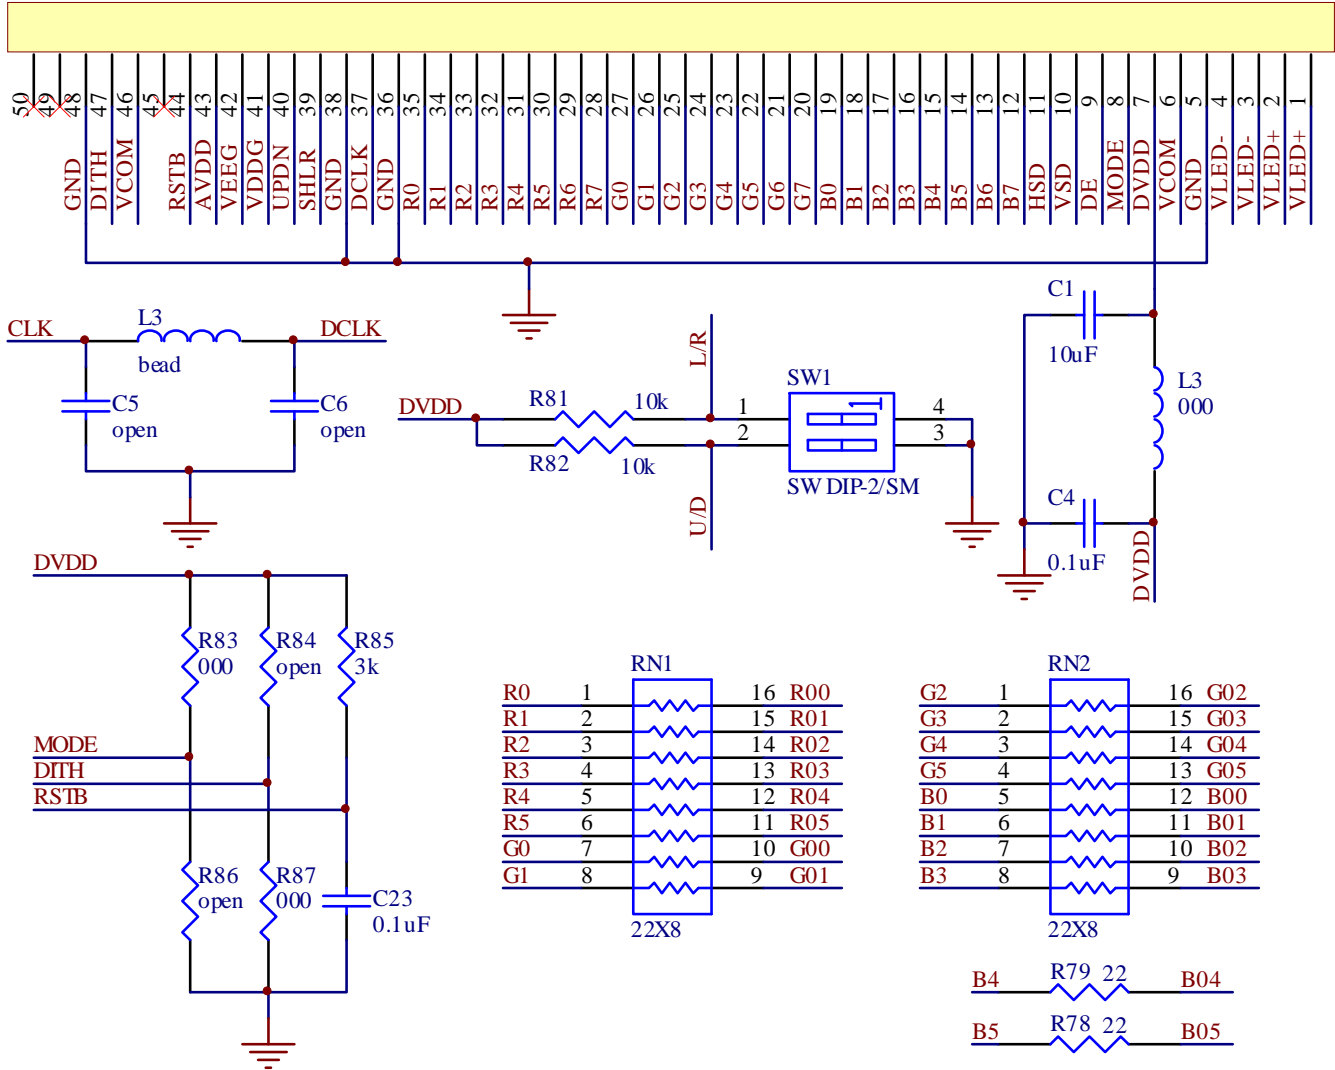 50 49 48 47 46 45 44 43 42 41 40 39 38 37 36 35 34 33 32 31 30 29 28 27 26 25 24 23 22 21 20 19 18 17 16 15 14 13 12 11 10 9 8 7 6 5 4 3 2 1
GND DITH VCOM RSTB AVDD VEEG VDDG UPDN SHLR GND DCLK GND R0 R1 R2 R3 R4 R5 R6 R7 G0 G1 G2 G3 G4 G5 G6 G7 B0 B1 B2 B3 B4 B5 B6 B7 HSD VSD DE MODE DVDD VCOM GND VLED- VLED- VLED+ VLED+
CLK L3 DCLK
bead
C5 C6
open open
L/R
SW1
DVDD R81 10k 1 4
R82 10k 2 3
SW DIP-2/SM
U/D
C1
10uF
L3
000
C4
0.1uF
DVDD
DVDD
R83 R84 R85
000 open 3k
MODE
DITH
RSTB
R86 R87 C23
open 000 0.1uF
RN1
R0 1 16 R00
R1 2 15 R01
R2 3 14 R02
R3 4 13 R03
R4 5 12 R04
R5 6 11 R05
G0 7 10 G00
G1 8 9 G01
22X8
RN2
G2 1 16 G02
G3 2 15 G03
G4 3 14 G04
G5 4 13 G05
B0 5 12 B00
B1 6 11 B01
B2 7 10 B02
B3 8 9 B03
22X8
B4 R79 22 B04
B5 R78 22 B05